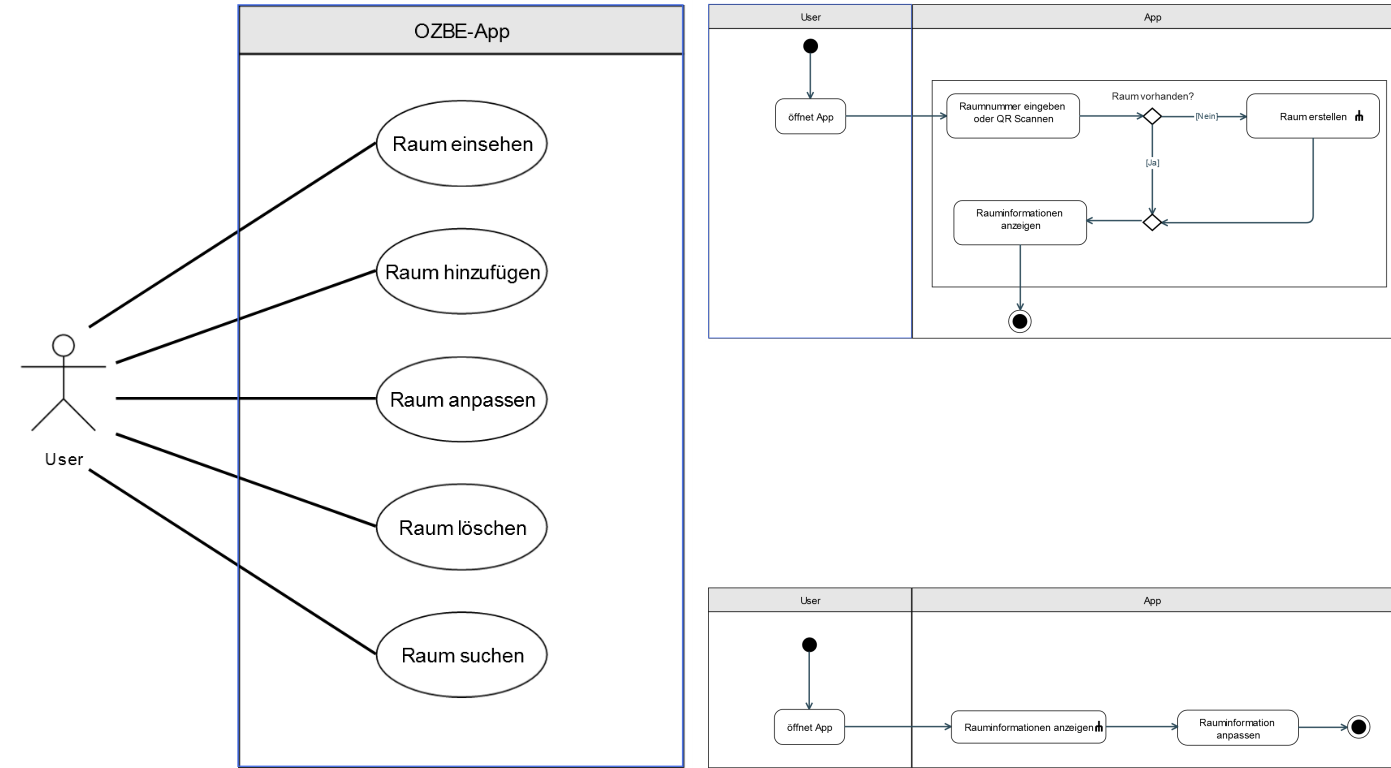 OZBE-App
Raum einsehen
Raum hinzufügen
Raum anpassen
Raum löschen
Raum suchen
User
User
App
öffnet App
Raumnummer eingeben
oder QR Scannen
Raum vorhanden?
[Nein]
Raum erstellen
[Ja]
Rauminformationen
anzeigen
User
App
öffnet App
Rauminformationen anzeigen
Rauminformation
anpassen